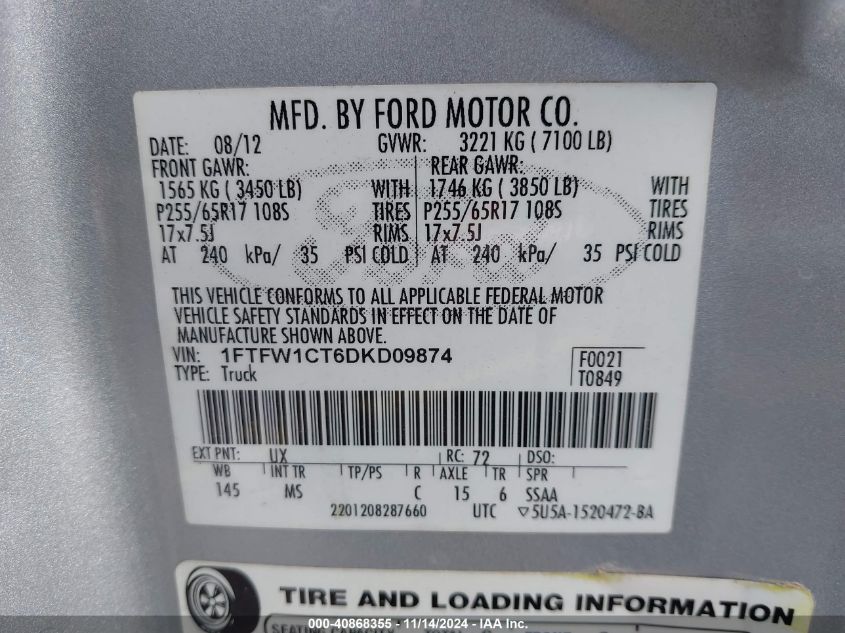 MFD. BY FORD MOTOR CO.
DATE: 08/12 GVWR: 3221 KG ( 7100 LB)
FRONT GAWR: REAR GAWR:
1565 KG ( 3450 LB) WITH 1746 KG ( 3850 LB) WITH
P255/65R17 108S TIRES P255/65R17 108S TIRES
17x7.5J RIMS 17x7.5J RIMS
AT 240 kPa/ 35 PSI COLD AT 240 kPa/ 35 PSI COLD
THIS VEHICLE CONFORMS TO ALL APPLICABLE FEDERAL MOTOR
VEHICLE SAFETY STANDARDS IN EFFECT ON THE DATE OF
MANUFACTURE SHOWN ABOVE.
VIN: 1FTFW1CT6DKD09874 F0021
TYPE: Truck T0849
EXT PNT: UX RC: 72 DSO:
WB INT TR TP/PS R AXLE TR SPR
145 MS C 15 6 SSAA
2201208287660 UTC ▽5U5A-1520472-BA
TIRE AND LOADING INFORMATION
000-40868355 - 11/14/2024 - IAA Inc.